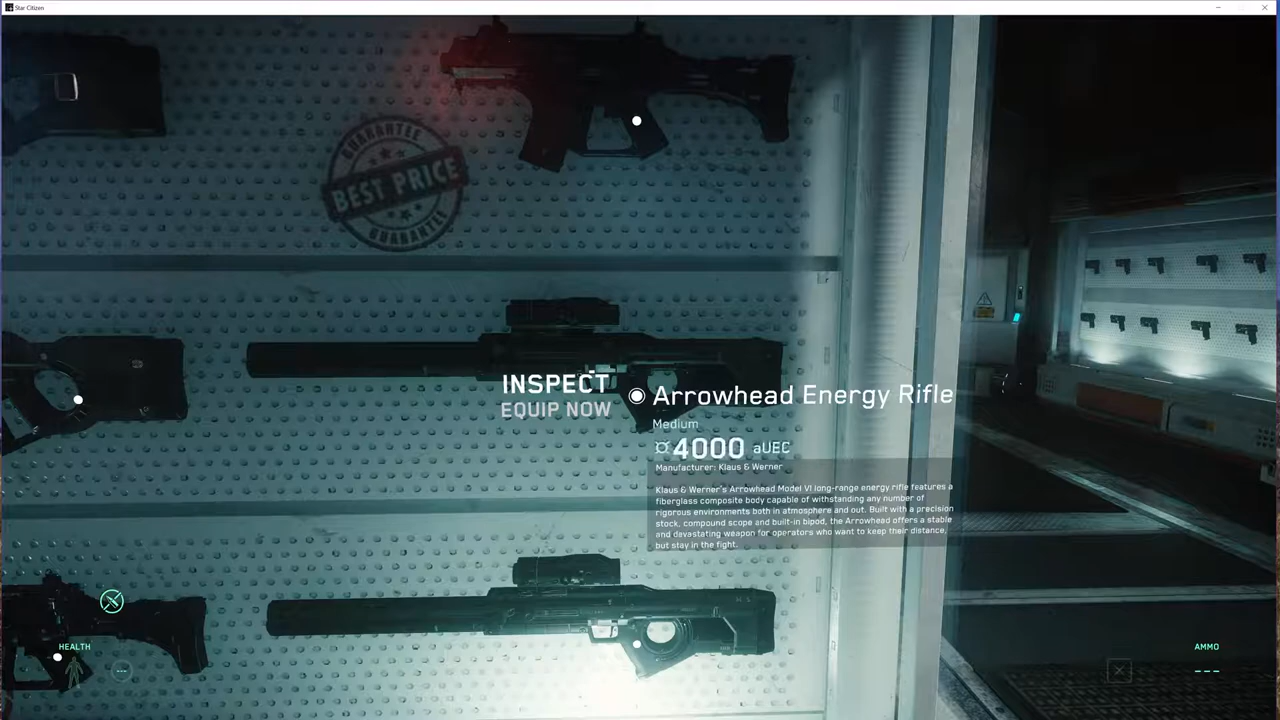 Star Citizen
GUARANTEE
BEST PRICE
GUARANTEE
INSPECT
EQUIP NOW
Arrowhead Energy Rifle
Medium
¤4000 aUEC
Manufacturer: Klaus & Werner
Klaus & Werner's Arrowhead Model VI long-range energy rifle features a
fiberglass composite body capable of withstanding any number of
rigorous environments both in atmosphere and out. Built with a precision
stock, compound scope and built-in bipod, the Arrowhead offers a stable
and devastating weapon for operators who want to keep their distance,
but stay in the fight.
HEALTH
AMMO